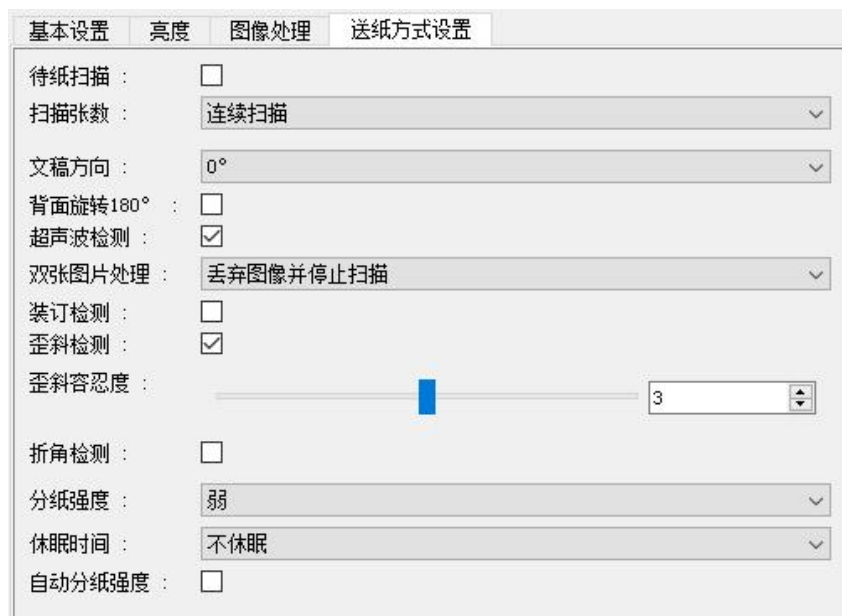 基本设置 亮度 图像处理 送纸方式设置
待纸扫描 :
扫描张数 : 连续扫描
文稿方向 : 0°
背面旋转180° :
超声波检测 :
双张图片处理 : 丢弃图像并停止扫描
装订检测 :
歪斜检测 :
歪斜容忍度 : 3
折角检测 :
分纸强度 : 弱
休眠时间 : 不休眠
自动分纸强度 :